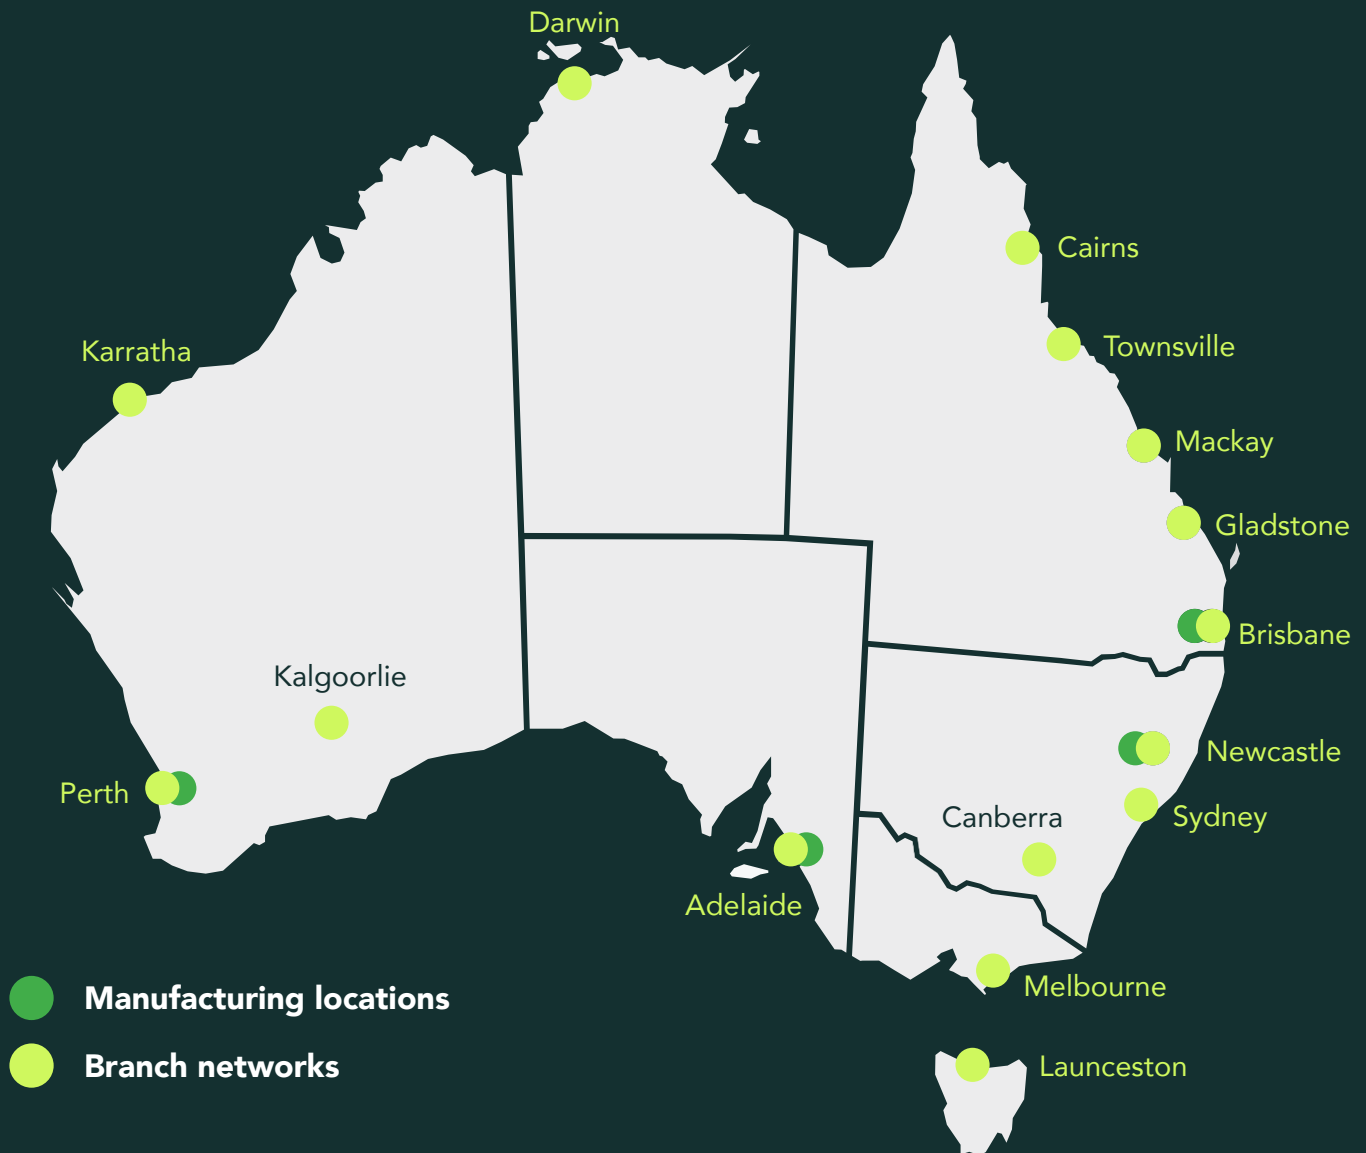 Darwin
Cairns
Townsville
Karratha
Mackay
Gladstone
Brisbane
Kalgoorlie
Newcastle
Perth
Canberra
Sydney
Adelaide
Melbourne
Manufacturing locations
Branch networks
Launceston